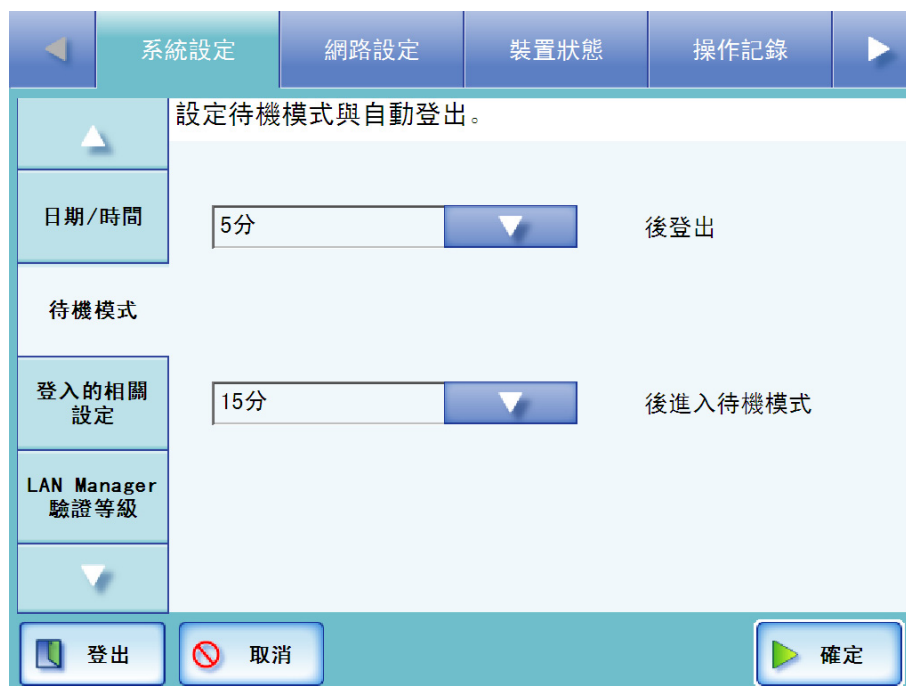 系統設定
網路設定
裝置狀態
操作記錄
設定待機模式與自動登出。
日期/時間
5分
後登出
待機模式
登入的相關
設定
15分
後進入待機模式
LAN Manager
驗證等級
登出
取消
確定